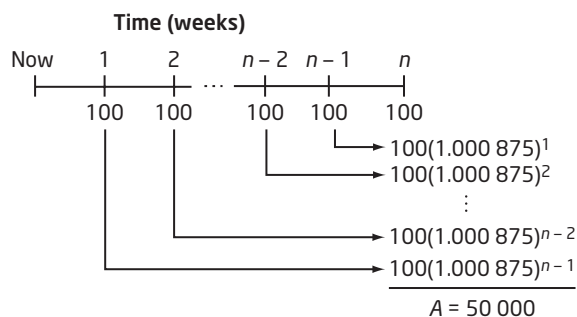 Time (weeks)
Now 1 2 n – 2 n – 1 n
...
100 100 100 100 100
100(1.000 875)¹
100(1.000 875)²
⋮
100(1.000 875)ⁿ ⁻ ²
100(1.000 875)ⁿ ⁻ ¹
A = 50 000